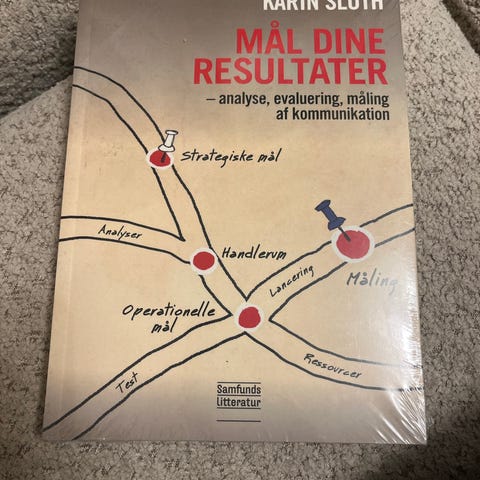 KARIN SLOTH
MÅL DINE
RESULTATER
– analyse, evaluering, måling
af kommunikation
Strategiske mål
Analyser
Handlerum
Lancering
Måling
Operationelle
mål
Ressourcer
Test
Samfunds
litteratur